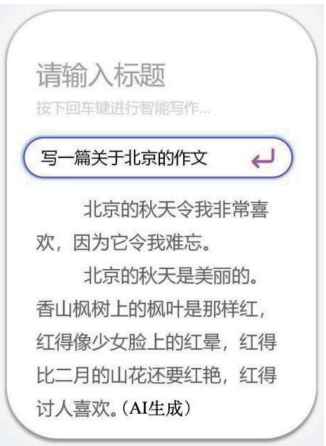 请输入标题
按下回车键进行智能写作...
写一篇关于北京的作文
北京的秋天令我非常喜
欢，因为它令我难忘。
北京的秋天是美丽的。
香山枫树上的枫叶是那样红，
红得像少女脸上的红晕，红得
比二月的山花还要红艳，红得
讨人喜欢。(AI生成)